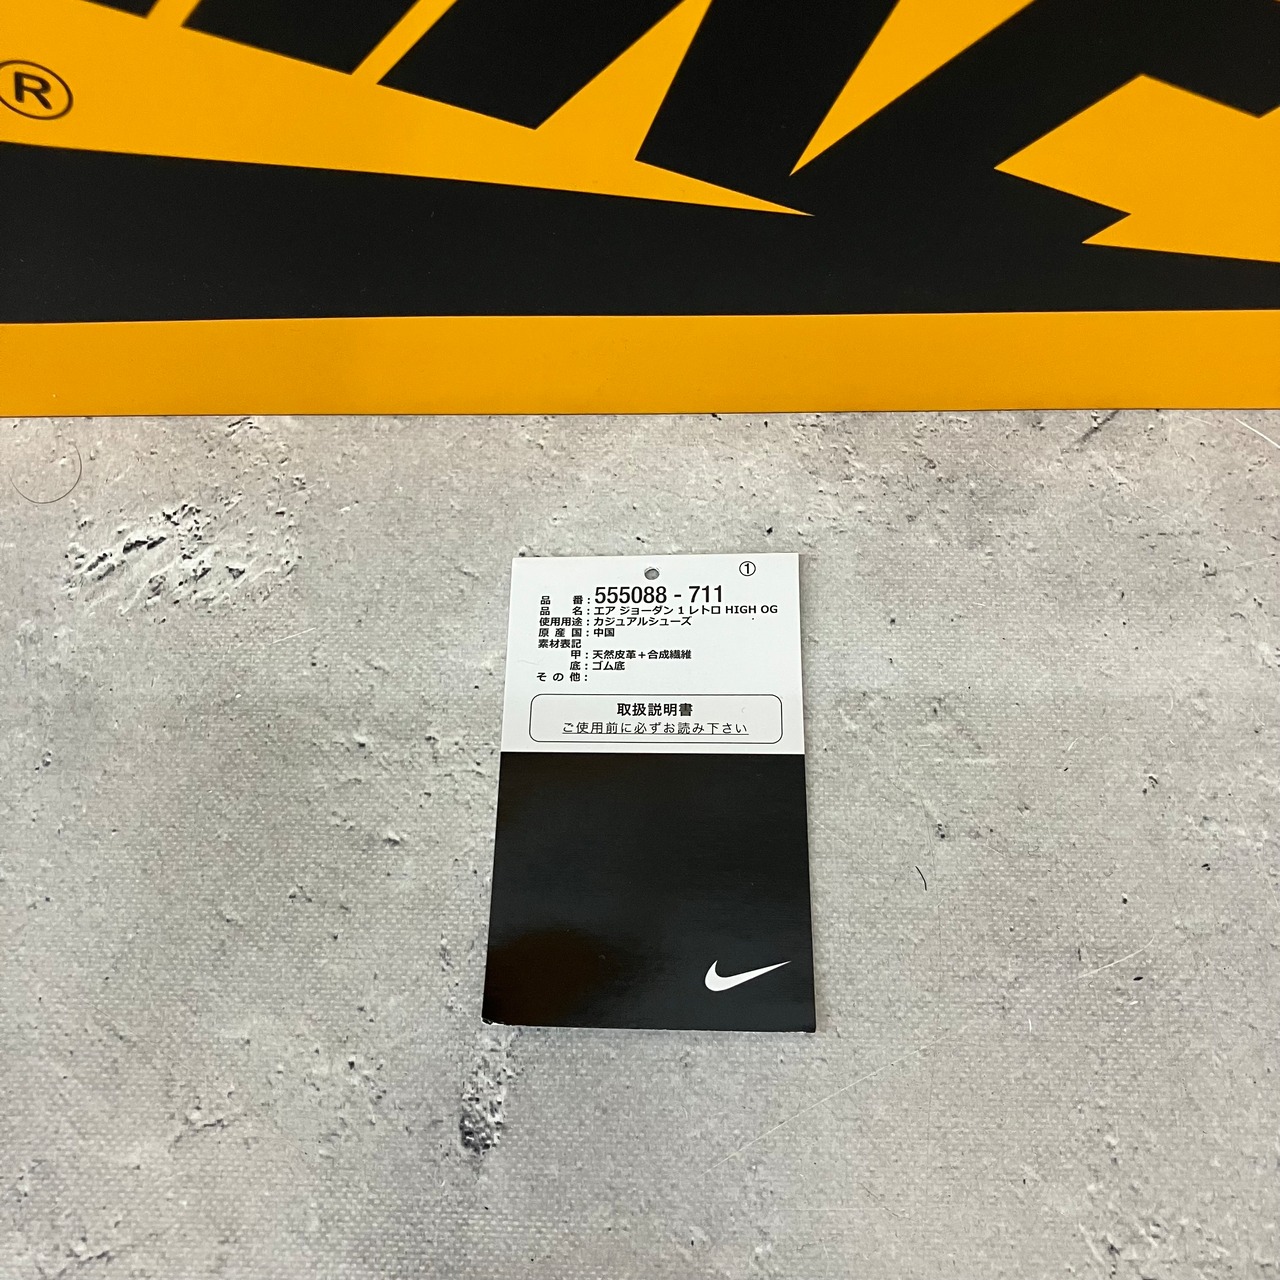 ®
①
品 番：555088 - 711
品 名：エア ジョーダン 1 レトロ HIGH OG
使用用途：カジュアルシューズ
原 産 国：中国
素材表記
甲：天然皮革＋合成繊維
底：ゴム底
そ の 他：
取扱説明書
ご使用前に必ずお読み下さい